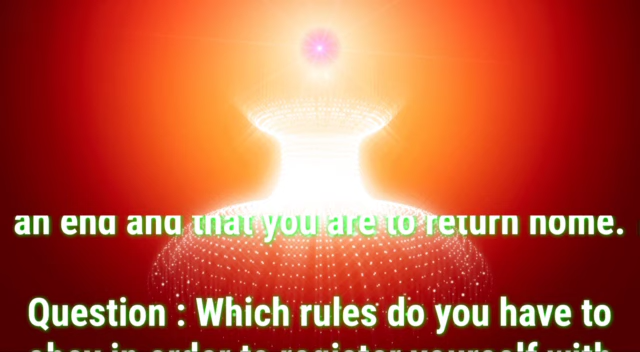 an end and that you are to return home.
Question : Which rules do you have to
obey in order to register yourself with